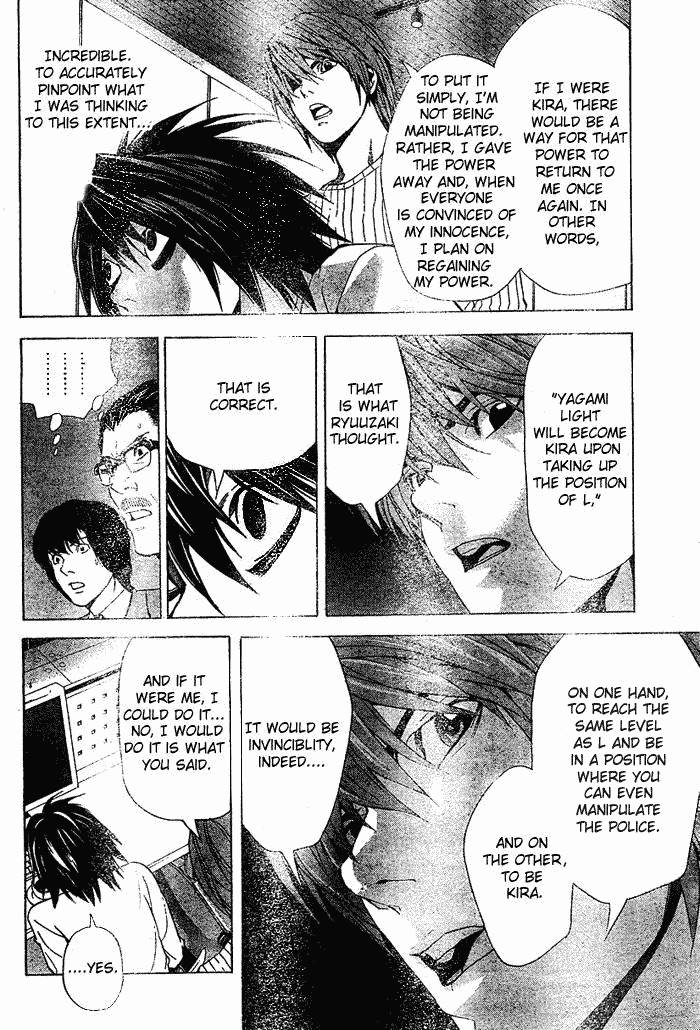 IF I WERE
KIRA, THERE
WOULD BE A
WAY FOR THAT
POWER TO
RETURN TO
ME ONCE
AGAIN. IN
OTHER
WORDS,
TO PUT IT
SIMPLY, I'M
NOT BEING
MANIPULATED.
RATHER, I GAVE
THE POWER
AWAY AND, WHEN
EVERYONE
IS CONVINCED OF
MY INNOCENCE,
I PLAN ON
REGAINING
MY POWER.
INCREDIBLE.
TO ACCURATELY
PINPOINT WHAT
I WAS THINKING
TO THIS EXTENT...
"YAGAMI
LIGHT
WILL BECOME
KIRA UPON
TAKING UP
THE POSITION
OF L,"
THAT
IS WHAT
RYUUZAKI
THOUGHT.
THAT IS
CORRECT.
ON ONE HAND,
TO REACH THE
SAME LEVEL
AS L AND BE
IN A POSITION
WHERE YOU
CAN EVEN
MANIPULATE
THE POLICE.
AND ON
THE OTHER,
TO BE
KIRA.
IT WOULD BE
INVINCIBLITY,
INDEED....
AND IF IT
WERE ME, I
COULD DO IT...
NO, I WOULD
DO IT IS WHAT
YOU SAID.
....YES.